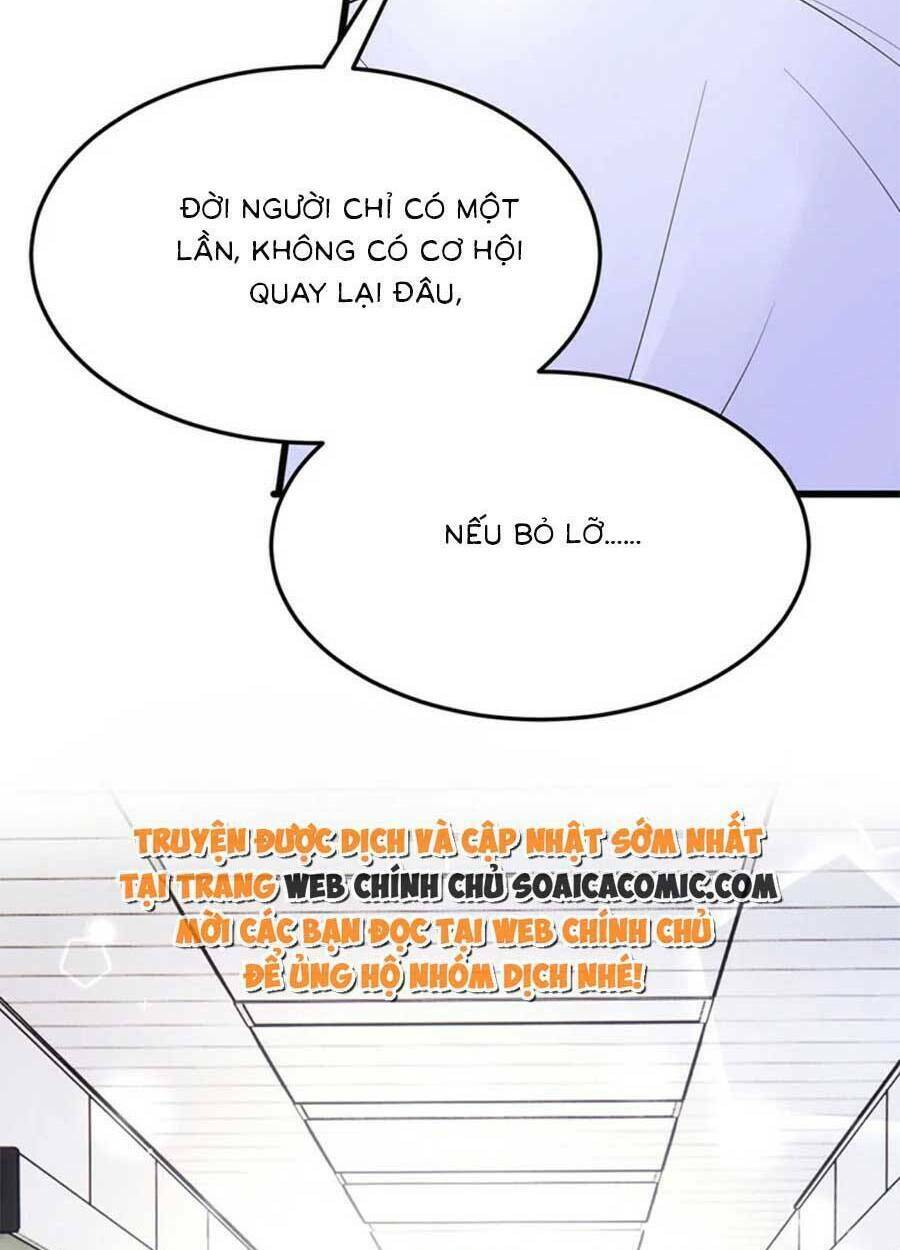 ĐỜI NGƯỜI CHỈ CÓ MỘT
LẦN, KHÔNG CÓ CƠ HỘI
QUAY LẠI ĐÂU,
NẾU BỎ LỠ......
TRUYỆN ĐƯỢC DỊCH VÀ CẬP NHẬT SỚM NHẤT
TẠI TRANG WEB CHÍNH CHỦ SOAICACOMIC.COM
MỜI CÁC BẠN ĐỌC TẠI WEB CHÍNH CHỦ
ĐỂ ỦNG HỘ NHÓM DỊCH NHÉ!